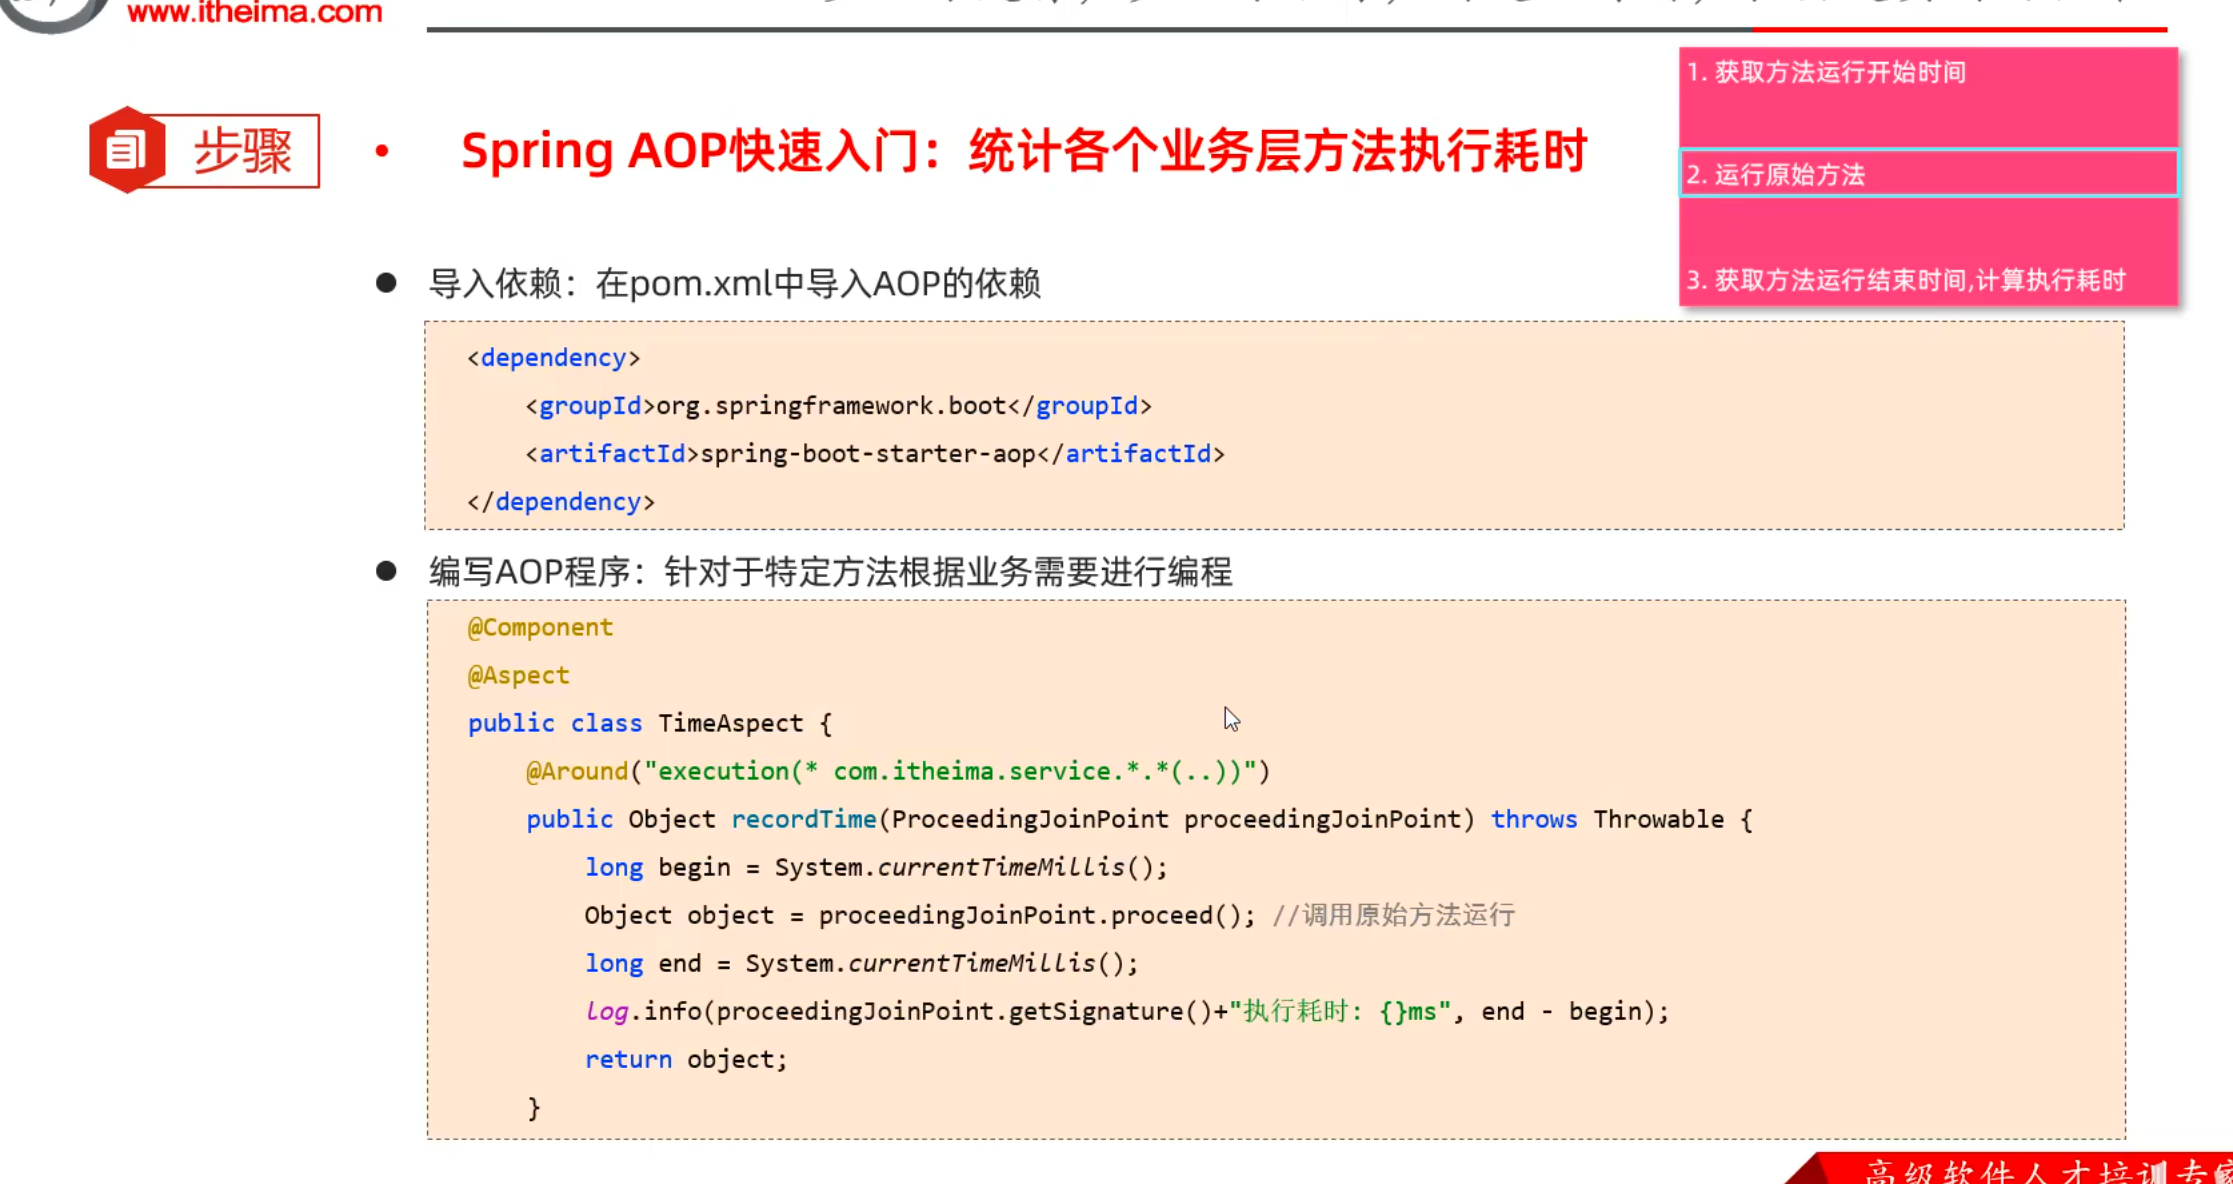 www.itheima.com
1. 获取方法运行开始时间
步骤
• Spring AOP快速入门：统计各个业务层方法执行耗时
2. 运行原始方法
3. 获取方法运行结束时间,计算执行耗时
● 导入依赖：在pom.xml中导入AOP的依赖
<dependency>
    <groupId>org.springframework.boot</groupId>
    <artifactId>spring-boot-starter-aop</artifactId>
</dependency>
● 编写AOP程序：针对于特定方法根据业务需要进行编程
@Component
@Aspect
public class TimeAspect {
    @Around("execution(* com.itheima.service.*.*(..))")
    public Object recordTime(ProceedingJoinPoint proceedingJoinPoint) throws Throwable {
        long begin = System.currentTimeMillis();
        Object object = proceedingJoinPoint.proceed(); //调用原始方法运行
        long end = System.currentTimeMillis();
        log.info(proceedingJoinPoint.getSignature()+"执行耗时: {}ms", end - begin);
        return object;
    }
高级软件人才培训专家